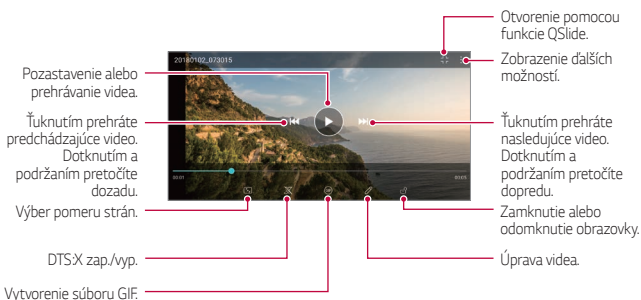 Otvorenie pomocou
funkcie QSlide.
Zobrazenie ďalších
možností.
20180102_073015
Pozastavenie alebo
prehrávanie videa.
Ťuknutím prehráte
predchádzajúce video.
Dotknutím a
podržaním pretočíte
dozadu.
Ťuknutím prehráte
nasledujúce video.
Dotknutím a
podržaním pretočíte
dopredu.
00:01
Výber pomeru strán.
Zamknutie alebo
odomknutie obrazovky.
DTS:X zap./vyp.
Úprava videa.
Vytvorenie súboru GIF.